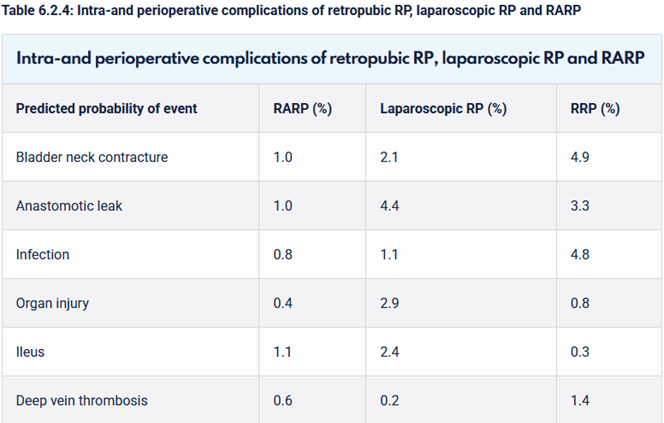 Table 6.2.4: Intra-and perioperative complications of retropubic RP, laparoscopic RP and RARP
Intra-and perioperative complications of retropubic RP, laparoscopic RP and RARP
Predicted probability of event RARP (%) Laparoscopic RP (%) RRP (%)
Bladder neck contracture 1.0 2.1 4.9
Anastomotic leak 1.0 4.4 3.3
Infection 0.8 1.1 4.8
Organ injury 0.4 2.9 0.8
Ileus 1.1 2.4 0.3
Deep vein thrombosis 0.6 0.2 1.4